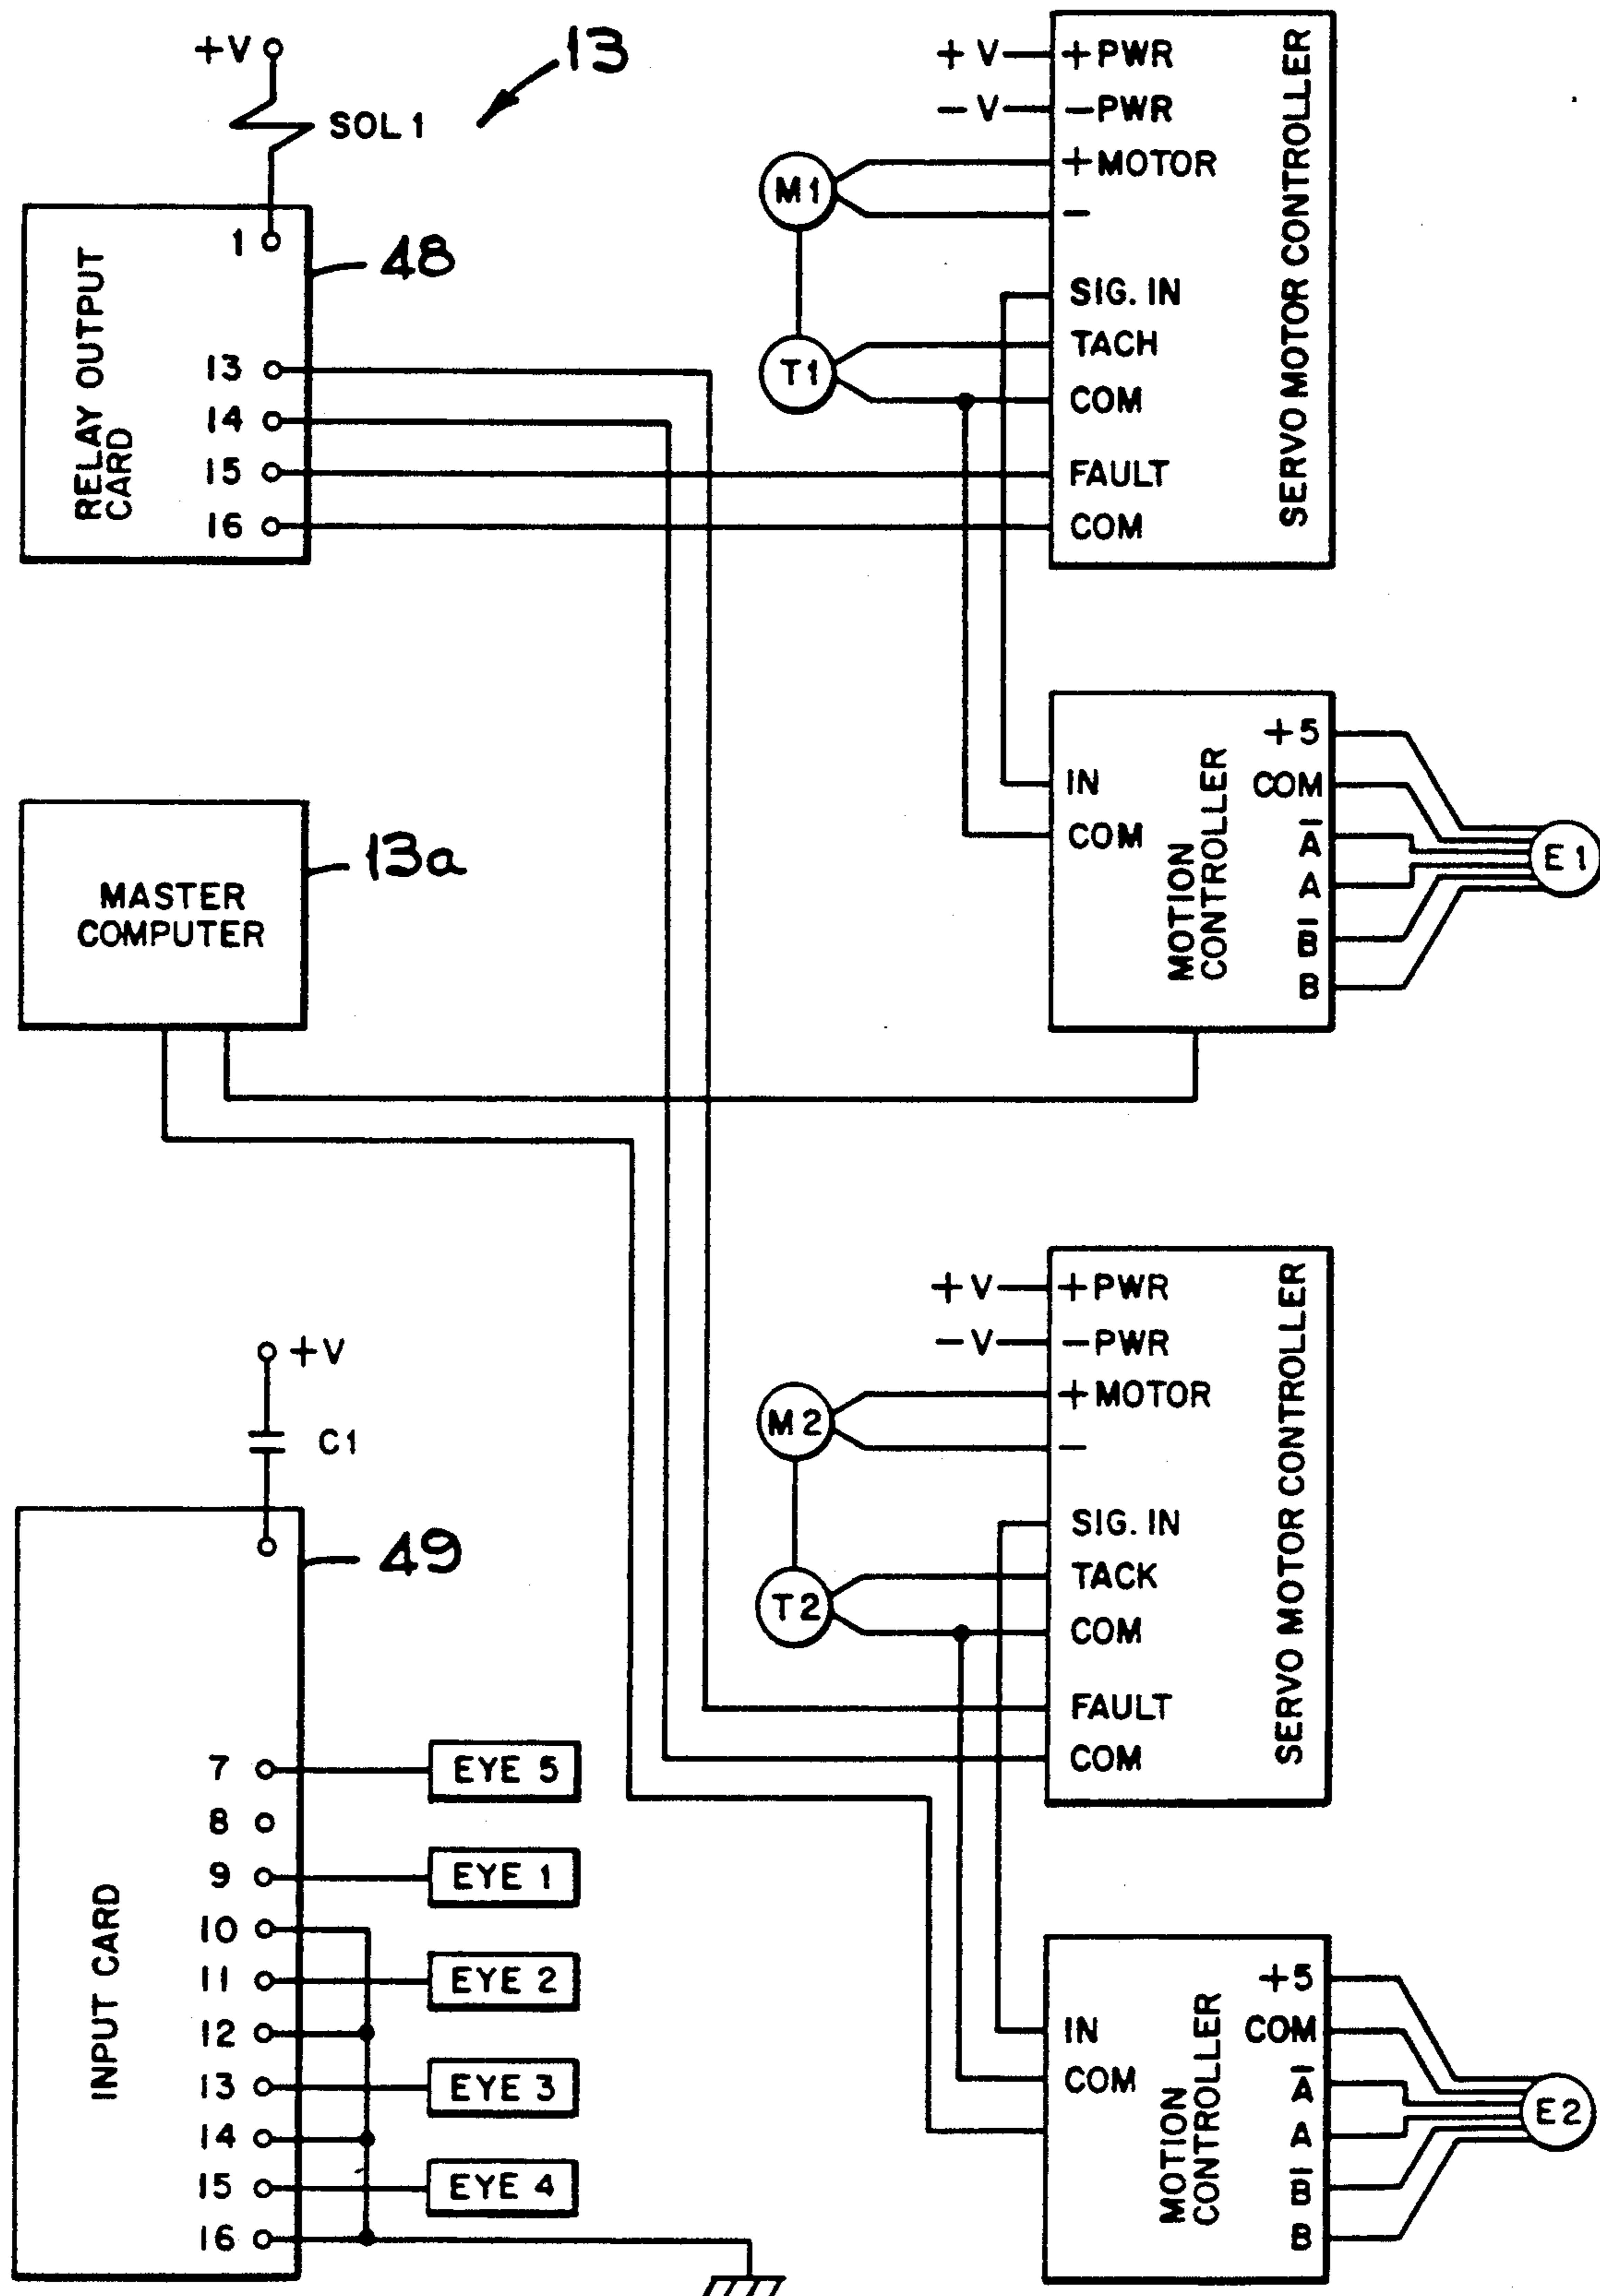 +V
SOL 1
13
1
48
RELAY OUTPUT
CARD
13
14
15
16
+V
-V
+PWR
-PWR
+MOTOR
-
SIG. IN
TACH
COM
FAULT
COM
SERVO MOTOR CONTROLLER
M1
T1
MASTER
COMPUTER
13a
IN
COM
MOTION
CONTROLLER
+5
COM
A̅
A
B̅
B
E1
+V
C1
49
INPUT CARD
7
8
9
10
11
12
13
14
15
16
EYE 5
EYE 1
EYE 2
EYE 3
EYE 4
+V
-V
+PWR
-PWR
+MOTOR
-
SIG. IN
TACK
COM
FAULT
COM
SERVO MOTOR CONTROLLER
M2
T2
IN
COM
MOTION
CONTROLLER
+5
COM
A̅
A
B̅
B
E2